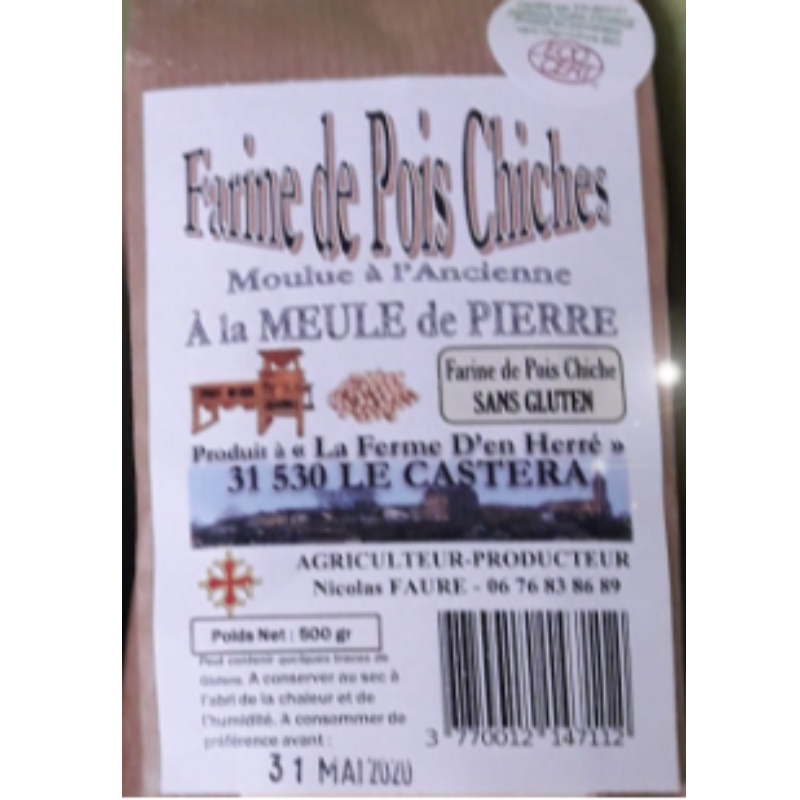 ECO
CERT
Farine de Pois Chiches
Moulue à l'Ancienne
À la MEULE de PIERRE
Farine de Pois Chiche
SANS GLUTEN
Produit à « La Ferme D'en Herré »
31 530 LE CASTERA
AGRICULTEUR-PRODUCTEUR
Nicolas FAURE - 06 76 83 86 89
Poids Net : 500 gr
Peut contenir quelques traces de
Gluten. A conserver au sec à
l'abri de la chaleur et de
l'humidité. A consommer de
préférence avant :
31 MAI 2020
3 770012 147112